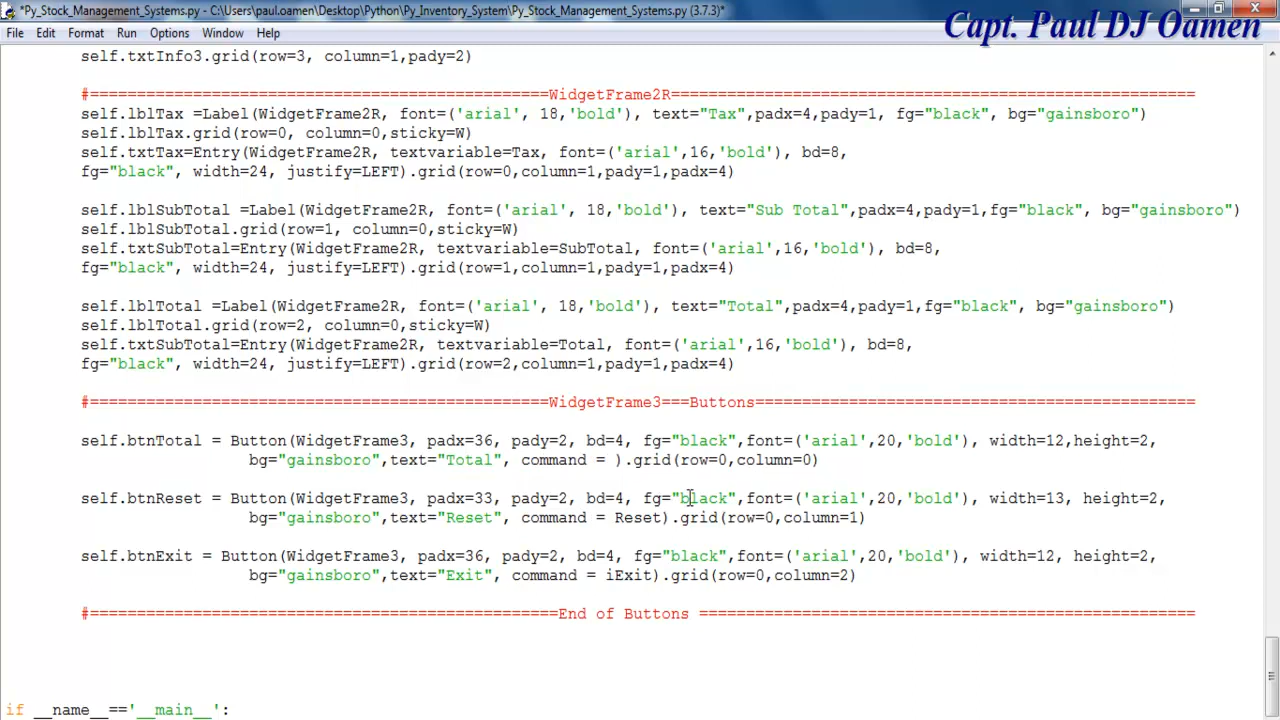 *Py_Stock_Management_Systems.py - C:\Users\paul.oamen\Desktop\Python\Py_Inventory_System\Py_Stock_Management_Systems.py (3.7.3)*
File Edit Format Run Options Window Help
Capt. Paul DJ Oamen
self.txtInfo3.grid(row=3, column=1,pady=2)
#=================================================WidgetFrame2R========================================================
self.lblTax =Label(WidgetFrame2R, font=('arial', 18,'bold'), text="Tax",padx=4,pady=1, fg="black", bg="gainsboro")
self.lblTax.grid(row=0, column=0,sticky=W)
self.txtTax=Entry(WidgetFrame2R, textvariable=Tax, font=('arial',16,'bold'), bd=8,
fg="black", width=24, justify=LEFT).grid(row=0,column=1,pady=1,padx=4)
self.lblSubTotal =Label(WidgetFrame2R, font=('arial', 18,'bold'), text="Sub Total",padx=4,pady=1,fg="black", bg="gainsboro")
self.lblSubTotal.grid(row=1, column=0,sticky=W)
self.txtSubTotal=Entry(WidgetFrame2R, textvariable=SubTotal, font=('arial',16,'bold'), bd=8,
fg="black", width=24, justify=LEFT).grid(row=1,column=1,pady=1,padx=4)
self.lblTotal =Label(WidgetFrame2R, font=('arial', 18,'bold'), text="Total",padx=4,pady=1,fg="black", bg="gainsboro")
self.lblTotal.grid(row=2, column=0,sticky=W)
self.txtSubTotal=Entry(WidgetFrame2R, textvariable=Total, font=('arial',16,'bold'), bd=8,
fg="black", width=24, justify=LEFT).grid(row=2,column=1,pady=1,padx=4)
#=================================================WidgetFrame3===Buttons===============================================
self.btnTotal = Button(WidgetFrame3, padx=36, pady=2, bd=4, fg="black",font=('arial',20,'bold'), width=12,height=2,
bg="gainsboro",text="Total", command = ).grid(row=0,column=0)
self.btnReset = Button(WidgetFrame3, padx=33, pady=2, bd=4, fg="black",font=('arial',20,'bold'), width=13, height=2,
bg="gainsboro",text="Reset", command = Reset).grid(row=0,column=1)
self.btnExit = Button(WidgetFrame3, padx=36, pady=2, bd=4, fg="black",font=('arial',20,'bold'), width=12, height=2,
bg="gainsboro",text="Exit", command = iExit).grid(row=0,column=2)
#==================================================End of Buttons =====================================================
if __name__=='__main__':